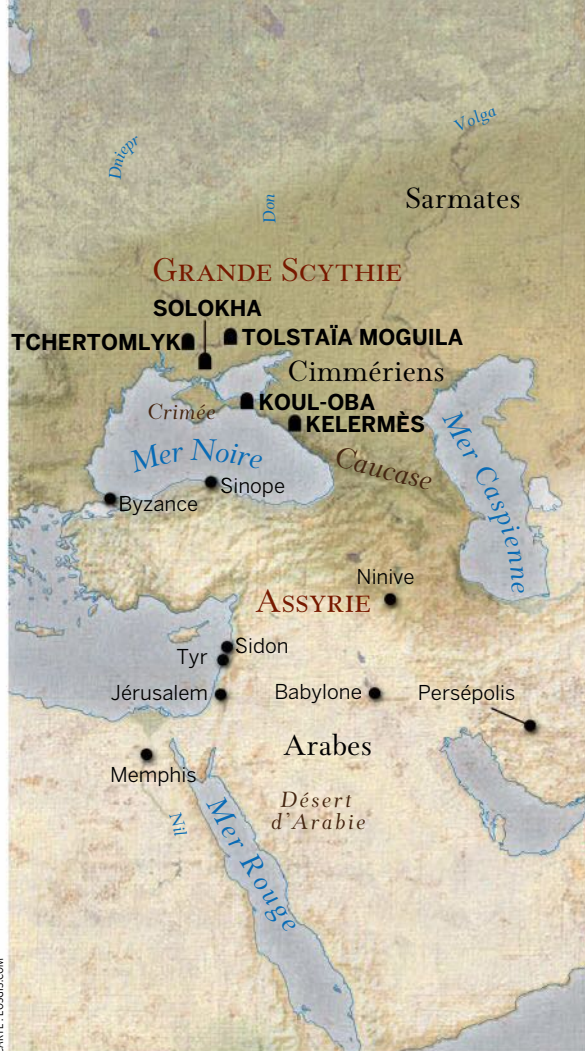 Volga
Dniepr
Don
Sarmates
GRANDE SCYTHIE
SOLOKHA
TCHERTOMLYK
TOLSTAÏA MOGUILA
Cimmériens
KOUL-OBA
Crimée
KELERMÈS
Mer Noire
Caucase
Mer Caspienne
Sinope
Byzance
Ninive
ASSYRIE
Sidon
Tyr
Jérusalem
Babylone
Persépolis
Arabes
Memphis
Désert
d'Arabie
Nil
Mer Rouge